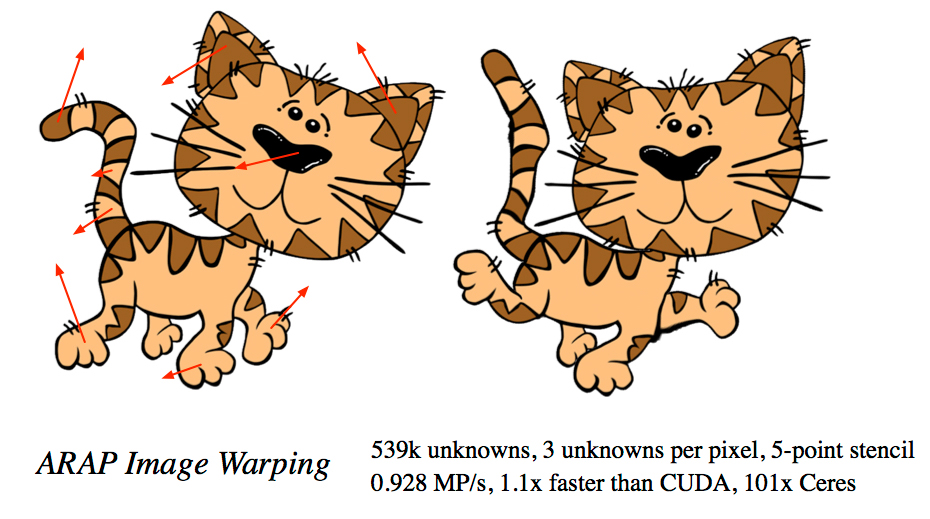 ARAP Image Warping
539k unknowns, 3 unknowns per pixel, 5-point stencil
0.928 MP/s, 1.1x faster than CUDA, 101x Ceres